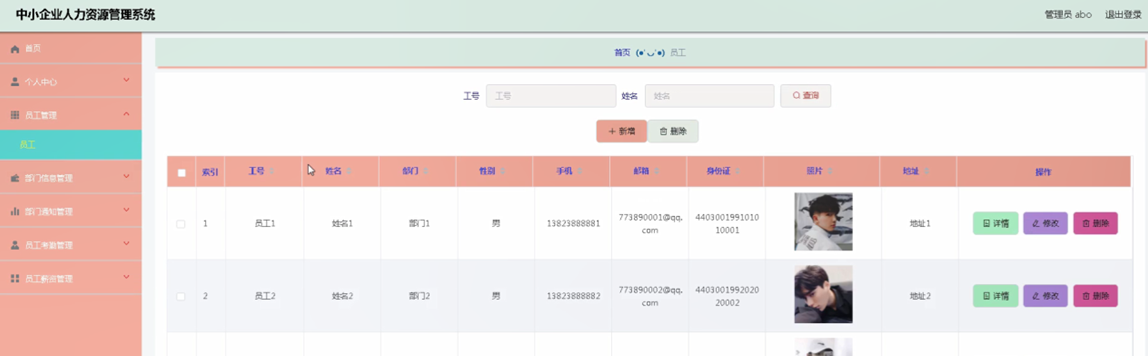 中小企业人力资源管理系统
管理员 abo 退出登录
首页
个人中心
员工管理
员工
部门信息管理
部门通知管理
员工考勤管理
员工薪资管理
首页 (●'◡'●) 员工
工号 工号 姓名 姓名 查询
新增 删除
索引 工号 姓名 部门 性别 手机 邮箱 身份证 照片 地址 操作
1 员工1 姓名1 部门1 男 13823888881 773890001@qq.com 440300199101010001 地址1 详情 修改 删除
2 员工2 姓名2 部门2 男 13823888882 773890002@qq.com 440300199202020002 地址2 详情 修改 删除